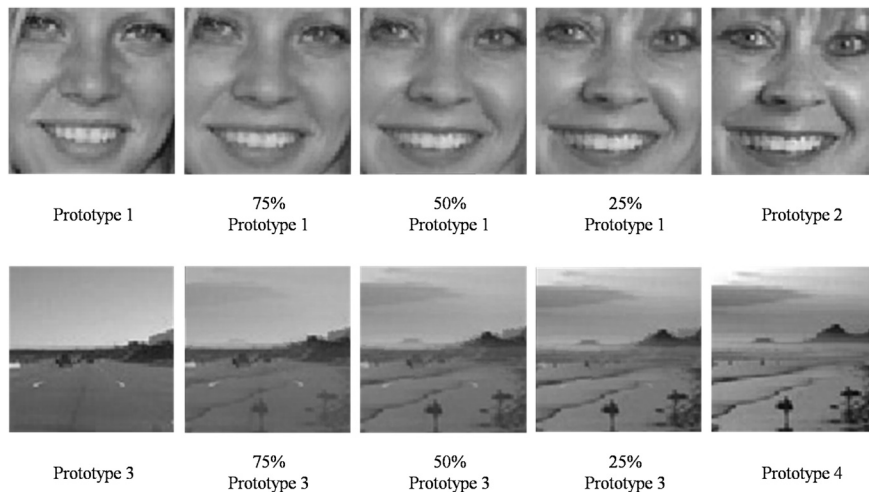 Prototype 1
75%
Prototype 1
50%
Prototype 1
25%
Prototype 1
Prototype 2
Prototype 3
75%
Prototype 3
50%
Prototype 3
25%
Prototype 3
Prototype 4